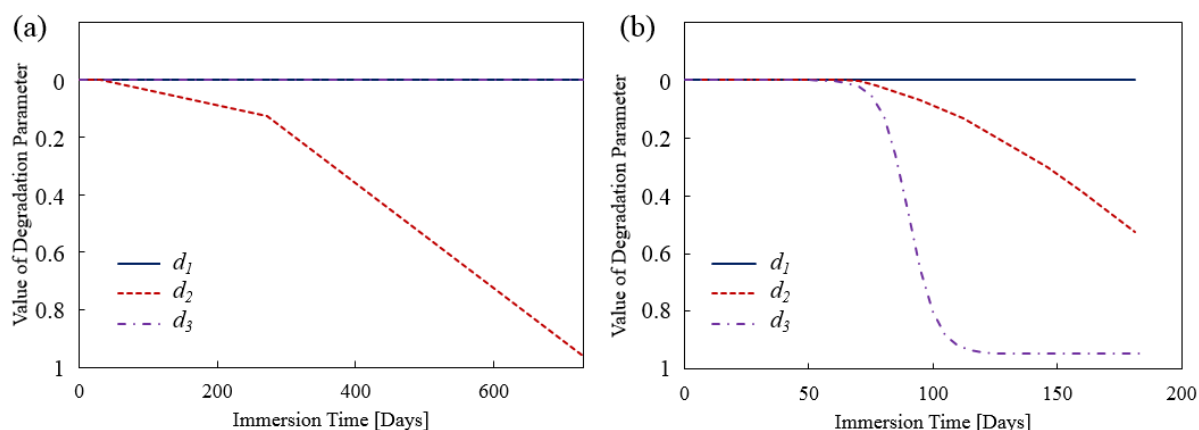 (a)
Value of Degradation Parameter
0
0.2
0.4
0.6
0.8
1
d1
d2
d3
0 200 400 600
Immersion Time [Days]
(b)
Value of Degradation Parameter
0
0.2
0.4
0.6
0.8
1
d1
d2
d3
0 50 100 150 200
Immersion Time [Days]